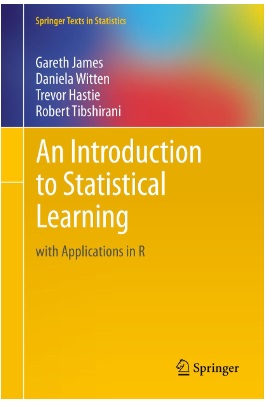 Springer Texts in Statistics
Gareth James
Daniela Witten
Trevor Hastie
Robert Tibshirani
An Introduction
to Statistical
Learning
with Applications in R
Springer